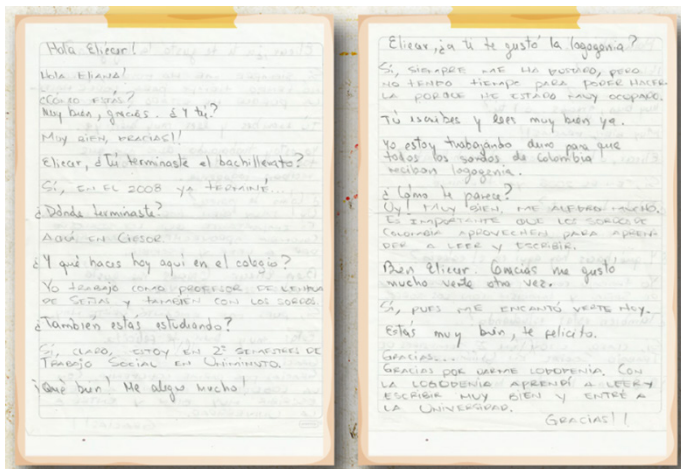 Hola Eliecer!
HOLA ELIANA!
¿CÓMO ESTÁS?
Muy bien, gracias. ¿Y tú?
MUY BIEN, GRACIAS!!
Eliecer, ¿Tú terminaste el bachillerato?
SÍ, EN EL 2008 YA TERMINÉ...
¿Dónde terminaste?
AQUÍ EN
¿Y qué haces hoy aquí en el colegio?
YO TRABAJO COMO PROFESOR DE LENGUA
DE SEÑAS Y TAMBIÉN CON LOS SORDOS.
¿También estás estudiando?
SÍ, CLARO, ESTOY EN 2º SEMESTRES DE
TRABAJO SOCIAL EN UNIMINUTO.
¡Qué bien! Me alegro mucho!
Eliecer, ¿a ti te gustó la logogenia?
SÍ, SIEMPRE ME HA GUSTADO, PERO
NO TENGO TIEMPO PARA PODER HACER
LA PORQUE HE ESTADO MUY OCUPADO.
Tú escribes y lees muy bien ya.
Yo estoy trabajando duro para que
todos los sordos de Colombia
reciban logogenia.
¿Cómo te parece?
UY! MUY BIEN, ME ALEGRO MUCHO.
ES IMPORTANTE QUE LOS SORDOS DE
COLOMBIA APROVECHEN PARA APREN-
DER A LEER Y ESCRIBIR.
Bien Eliecer. Gracias me gusto
mucho verte otra vez.
SÍ, PUES ME ENCANTÓ VERTE HOY...
Estás muy bien, te felicito.
GRACIAS...
GRACIAS POR DARME LOGOGENIA. CON
LA LOGOGENIA APRENDÍ A LEER Y
ESCRIBIR MUY BIEN Y ENTRÉ A
LA UNIVERSIDAD.
GRACIAS!!